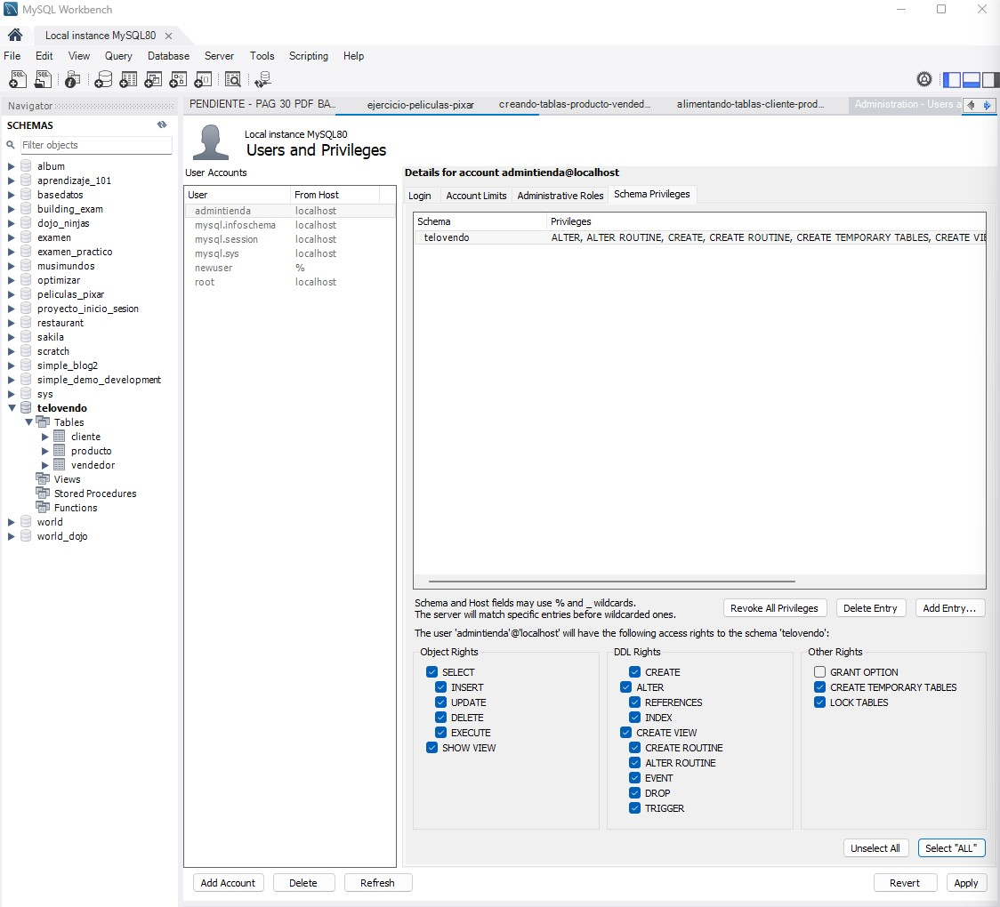 MySQL Workbench
Local instance MySQL80
File Edit View Query Database Server Tools Scripting Help
Navigator
SCHEMAS
Filter objects
album
aprendizaje_101
basedatos
building_exam
dojo_ninjas
examen
examen_practico
musimundos
optimizar
peliculas_pixar
proyecto_inicio_sesion
restaurant
sakila
scratch
simple_blog2
simple_demo_development
sys
telovendo
Tables
cliente
producto
vendedor
Views
Stored Procedures
Functions
world
world_dojo
PENDIENTE - PAG 30 PDF BA... ejercicio-peliculas-pixar creando-tablas-producto-vended... alimentando-tablas-cliente-prod... Administration - Users a
Local instance MySQL80
Users and Privileges
User Accounts
User From Host
admintienda localhost
mysql.infoschema localhost
mysql.session localhost
mysql.sys localhost
newuser %
root localhost
Add Account Delete Refresh
Details for account admintienda@localhost
Login Account Limits Administrative Roles Schema Privileges
Schema Privileges
telovendo ALTER, ALTER ROUTINE, CREATE, CREATE ROUTINE, CREATE TEMPORARY TABLES, CREATE VIE
Schema and Host fields may use % and _ wildcards.
The server will match specific entries before wildcarded ones.
Revoke All Privileges Delete Entry Add Entry...
The user 'admintienda'@'localhost' will have the following access rights to the schema 'telovendo':
Object Rights
SELECT
INSERT
UPDATE
DELETE
EXECUTE
SHOW VIEW
DDL Rights
CREATE
ALTER
REFERENCES
INDEX
CREATE VIEW
CREATE ROUTINE
ALTER ROUTINE
EVENT
DROP
TRIGGER
Other Rights
GRANT OPTION
CREATE TEMPORARY TABLES
LOCK TABLES
Unselect All Select "ALL"
Revert Apply